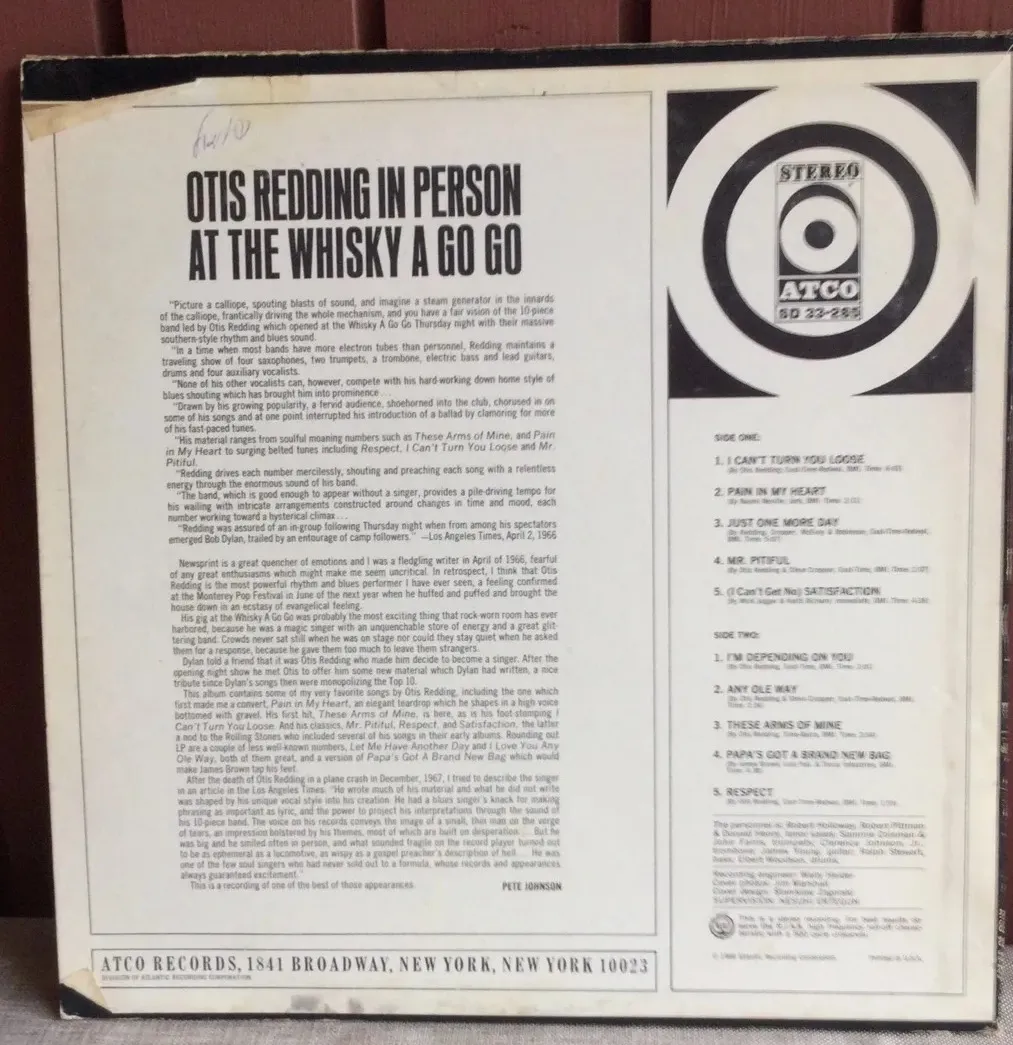 OTIS REDDING IN PERSON
AT THE WHISKY A GO GO
"Picture a calliope, spouting blasts of sound, and imagine a steam generator in the innards
of the calliope, frantically driving the whole mechanism, and you have a fair vision of the 10-piece
band led by Otis Redding which opened at the Whisky A Go Go Thursday night with their massive
southern-style rhythm and blues sound.
"In a time when most bands have more electron tubes than personnel, Redding maintains a
traveling show of four saxophones, two trumpets, a trombone, electric bass and lead guitars,
drums and four auxiliary vocalists.
"None of his other vocalists can, however, compete with his hard-working down home style of
blues shouting which has brought him into prominence...
"Drawn by his growing popularity, a fervid audience, shoehorned into the club, chorused in on
some of his songs and at one point interrupted his introduction of a ballad by clamoring for more
of his fast-paced tunes.
"His material ranges from soulful moaning numbers such as These Arms of Mine, and Pain
in My Heart to surging belted tunes including Respect, I Can't Turn You Loose and Mr.
Pitiful.
"Redding drives each number mercilessly, shouting and preaching each song with a relentless
energy through the enormous sound of his band.
"The band, which is good enough to appear without a singer, provides a pile-driving tempo for
his wailing with intricate arrangements constructed around changes in time and mood, each
number working toward a hysterical climax...
"Redding was assured of an in-group following Thursday night when from among his spectators
emerged Bob Dylan, trailed by an entourage of camp followers." —Los Angeles Times, April 2, 1966
Newsprint is a great quencher of emotions and I was a fledgling writer in April of 1966, fearful
of any great enthusiasms which might make me seem uncritical. In retrospect, I think that Otis
Redding is the most powerful rhythm and blues performer I have ever seen, a feeling confirmed
at the Monterey Pop Festival in June of the next year when he huffed and puffed and brought the
house down in an ecstasy of evangelical feeling.
His gig at the Whisky A Go Go was probably the most exciting thing that rock-worn room has ever
harbored, because he was a magic singer with an unquenchable store of energy and a great glit-
tering band. Crowds never sat still when he was on stage nor could they stay quiet when he asked
them for a response, because he gave them too much to leave them strangers.
Dylan told a friend that it was Otis Redding who made him decide to become a singer. After the
opening night show he met Otis to offer him some new material which Dylan had written, a nice
tribute since Dylan's songs then were monopolizing the Top 10.
This album contains some of my very favorite songs by Otis Redding, including the one which
first made me a convert, Pain in My Heart, an elegant teardrop which he shapes in a high voice
bottomed with gravel. His first hit, These Arms of Mine, is here, as is his foot-stomping I
Can't Turn You Loose. And his classics, Mr. Pitiful, Respect, and Satisfaction, the latter
a nod to the Rolling Stones who included several of his songs in their early albums. Rounding out
LP are a couple of less well-known numbers, Let Me Have Another Day and I Love You Any
Ole Way, both of them great, and a version of Papa's Got A Brand New Bag which would
make James Brown tap his feet.
After the death of Otis Redding in a plane crash in December, 1967, I tried to describe the singer
in an article in the Los Angeles Times: "He wrote much of his material and what he did not write
was shaped by his unique vocal style into his creation. He had a blues singer's knack for making
phrasing as important as lyric, and the power to project his interpretations through the sound of
his 10-piece band. The voice on his records conveys the image of a small, thin man on the verge
of tears, an impression bolstered by his themes, most of which are built on desperation... But he
was big and he smiled often in person, and what sounded fragile on the record player turned out
to be as ephemeral as a locomotive, as wispy as a gospel preacher's description of hell.... He was
one of the few soul singers who had never sold out to a formula, whose records and appearances
always guaranteed excitement."
This is a recording of one of the best of those appearances. PETE JOHNSON
ATCO RECORDS, 1841 BROADWAY, NEW YORK, NEW YORK 10023
DIVISION OF ATLANTIC RECORDING CORPORATION
STEREO
ATCO
SD 33-265
SIDE ONE:
1. I CAN'T TURN YOU LOOSE
2. PAIN IN MY HEART
3. JUST ONE MORE DAY
4. MR. PITIFUL
5. (I Can't Get No) SATISFACTION
SIDE TWO:
1. I'M DEPENDING ON YOU
2. ANY OLE WAY
3. THESE ARMS OF MINE
4. PAPA'S GOT A BRAND NEW BAG
5. RESPECT
The personnel is: Robert Holloway, Robert Pittman
Recording engineer: Wally Heider
SUPERVISION: NESUHI ERTEGUN